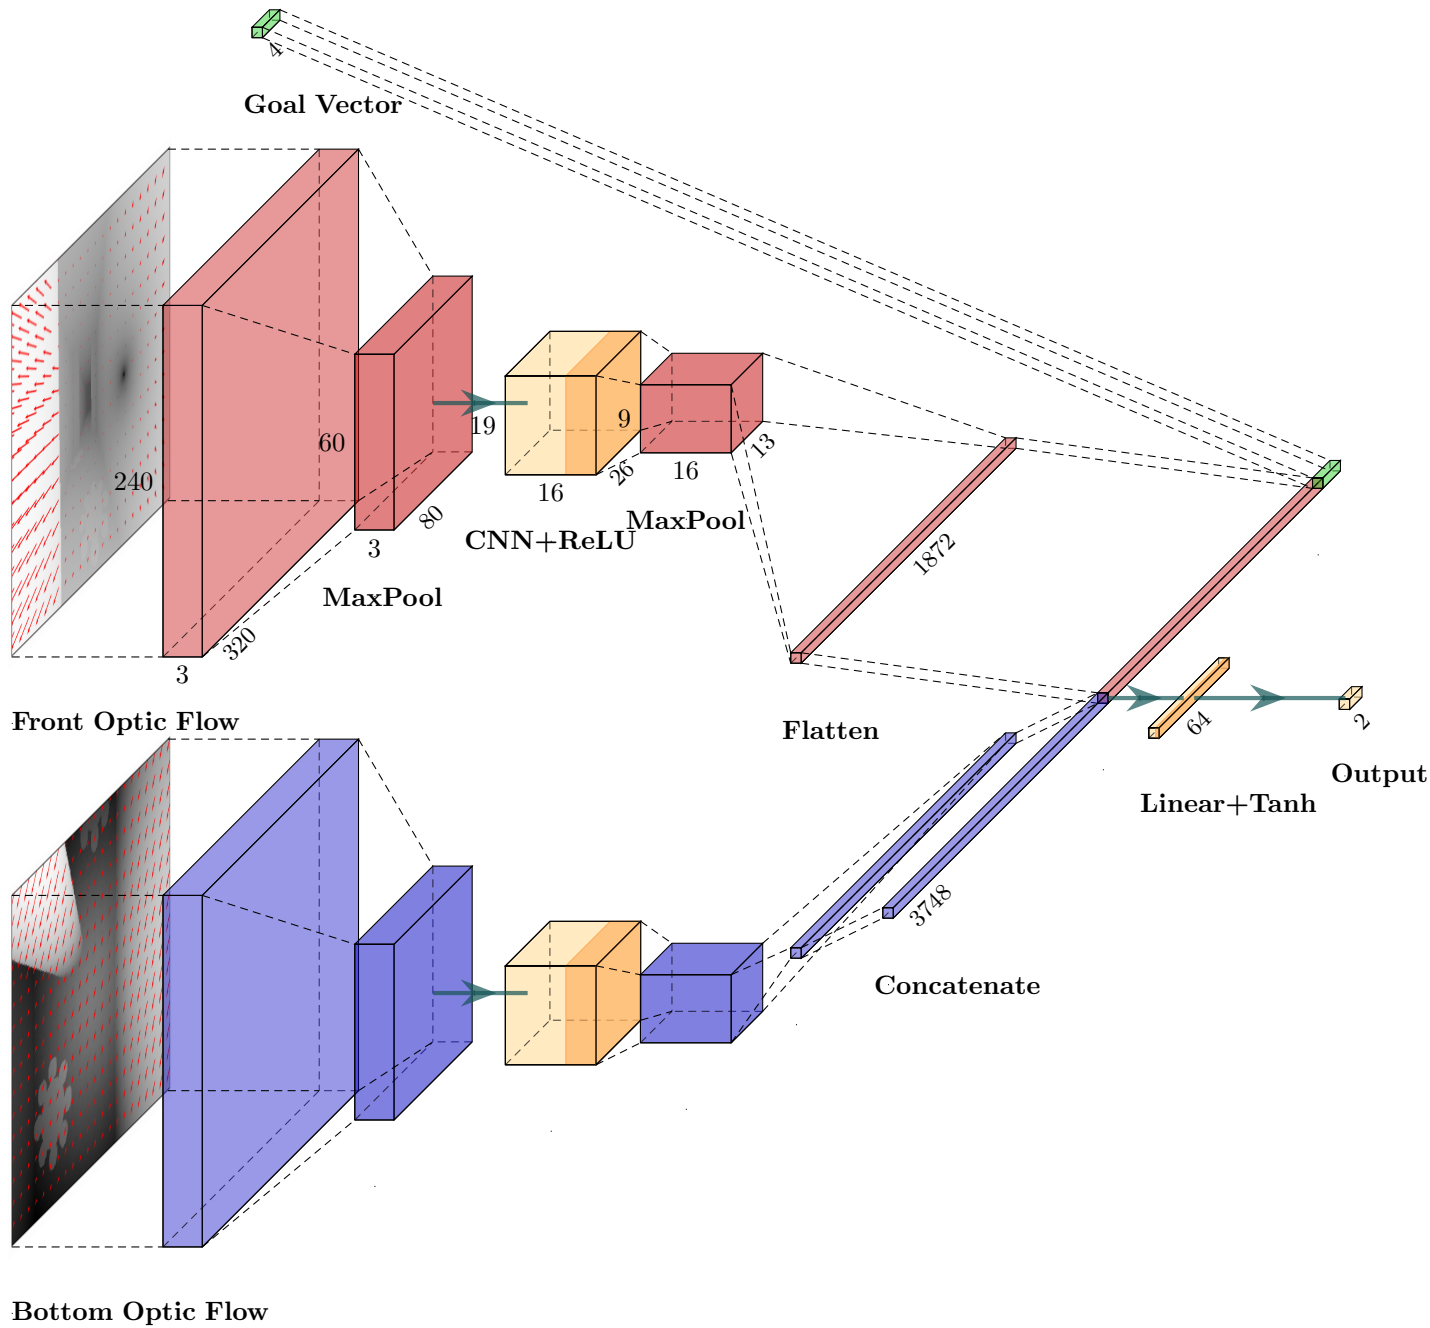 4
Goal Vector
240
320
3
Front Optic Flow
60
80
3
MaxPool
19
26
16
CNN+ReLU
9
13
16
MaxPool
1872
Flatten
3748
Concatenate
64
Linear+Tanh
2
Output
Bottom Optic Flow